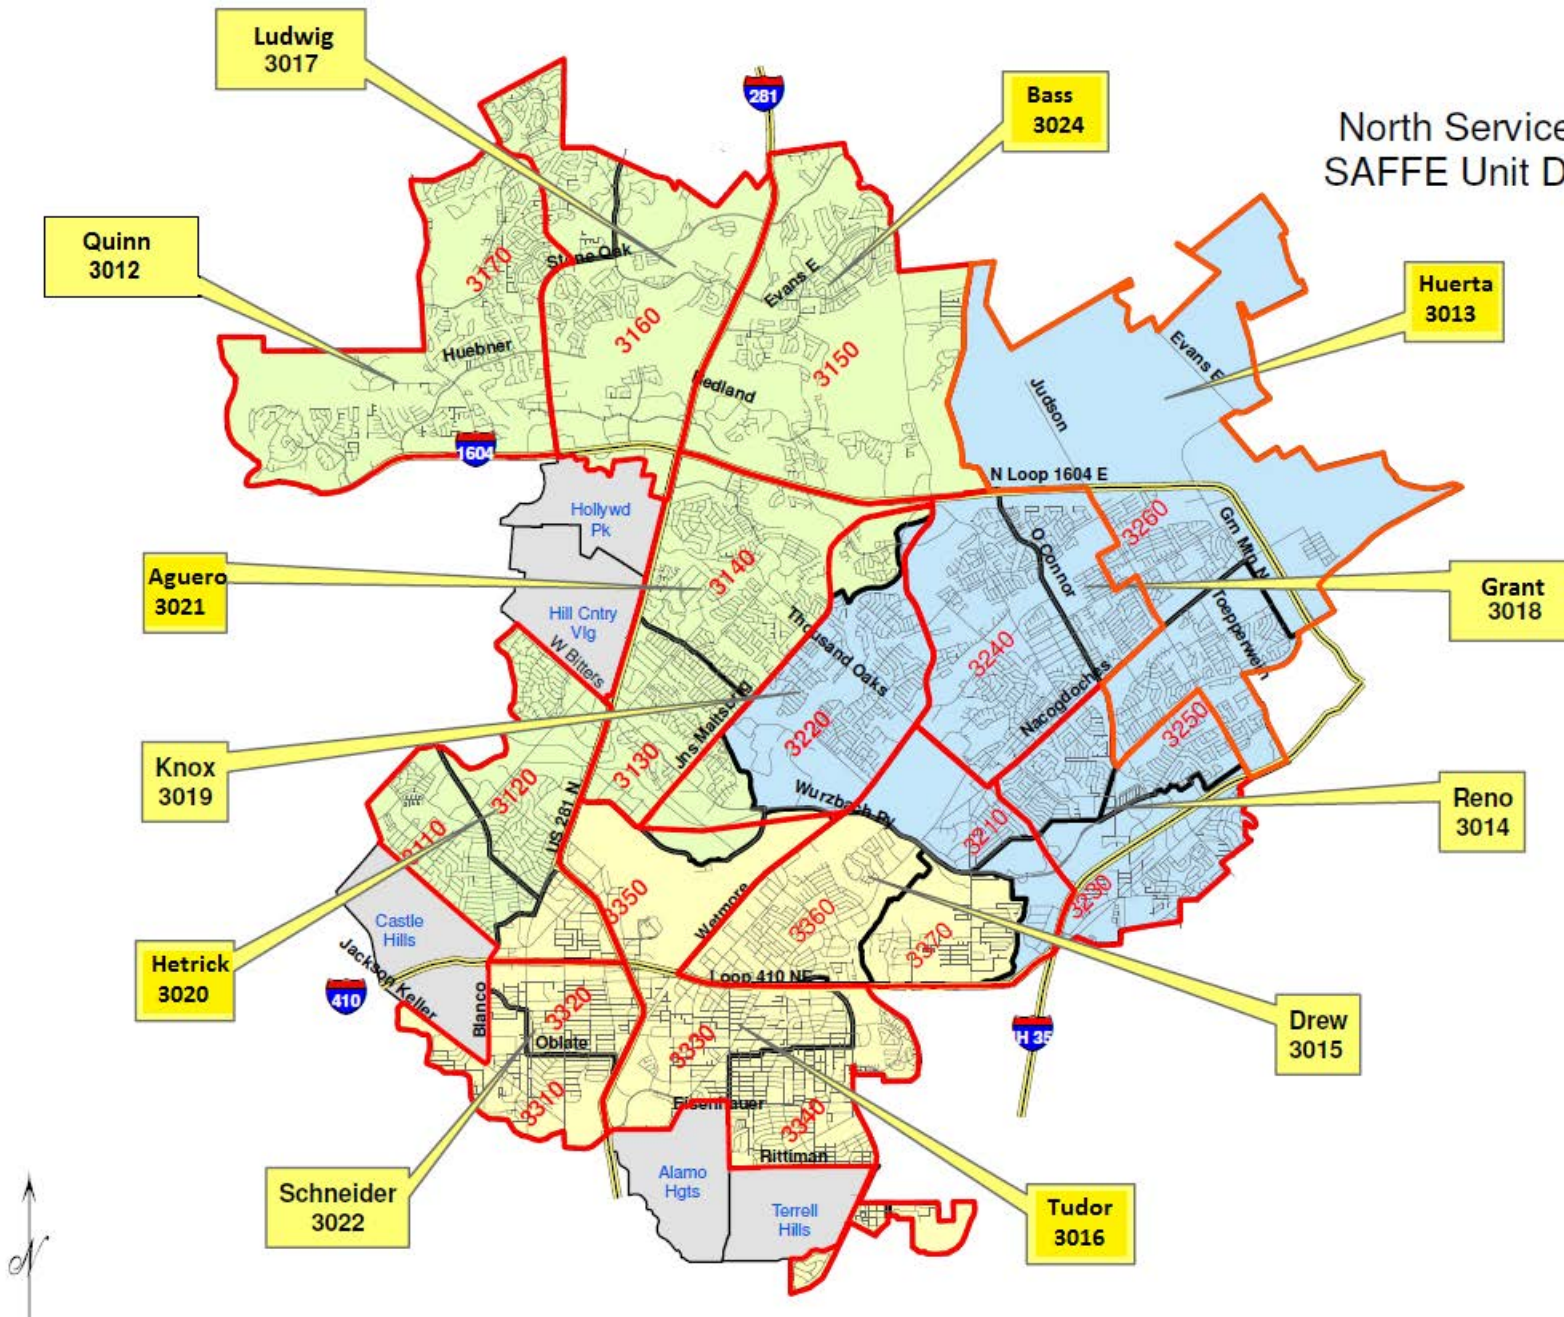 Ludwig
3017
281
Bass
3024
North Service
SAFFE Unit D
Quinn
3012
Huerta
3013
3170
Stone Oak
Evans E
3160
Huebner
3150
Redland
Evans E
Judson
1604
N Loop 1604 E
Hollywd
Pk
3260
O Connor
Grn Mtn N
Aguero
3021
3140
Grant
3018
Hill Cntry
Vlg
W Bitters
Thousand Oaks
Toepperwein
3240
Nacogdoches
Jns Maltsbrg
3220
3250
Knox
3019
3130
3120
US 281 N
Wurzbach Py
Reno
3014
3110
3210
3350
Wetmore
3360
3230
Castle
Hills
3370
Hetrick
3020
Jackson Keller
Loop 410 NE
410
Blanco
3320
Oblate
3330
IH 35
Drew
3015
3310
Eisenhauer
3340
Rittiman
Schneider
3022
Alamo
Hgts
Terrell
Hills
Tudor
3016
N